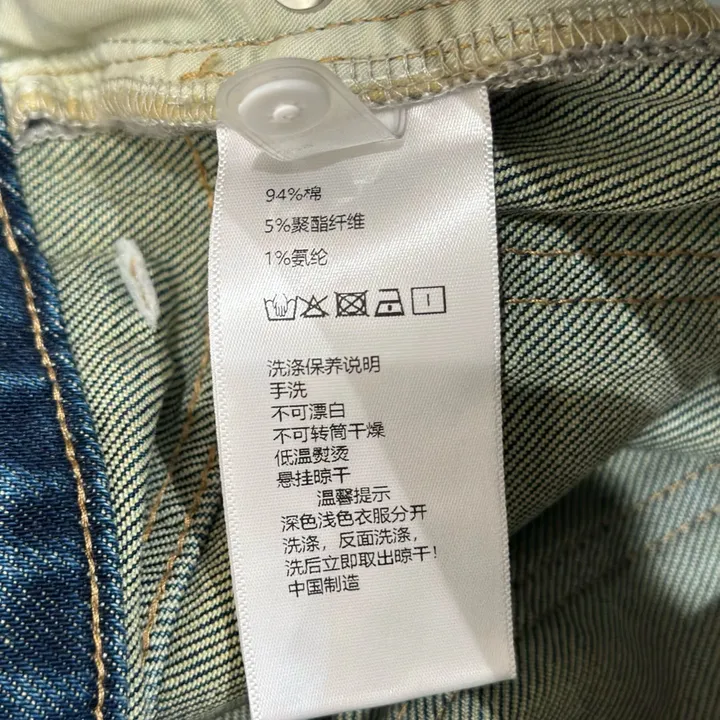 94%棉
5%聚酯纤维
1%氨纶
洗涤保养说明
手洗
不可漂白
不可转筒干燥
低温熨烫
悬挂晾干
温馨提示
深色浅色衣服分开
洗涤，反面洗涤，
洗后立即取出晾干！
中国制造